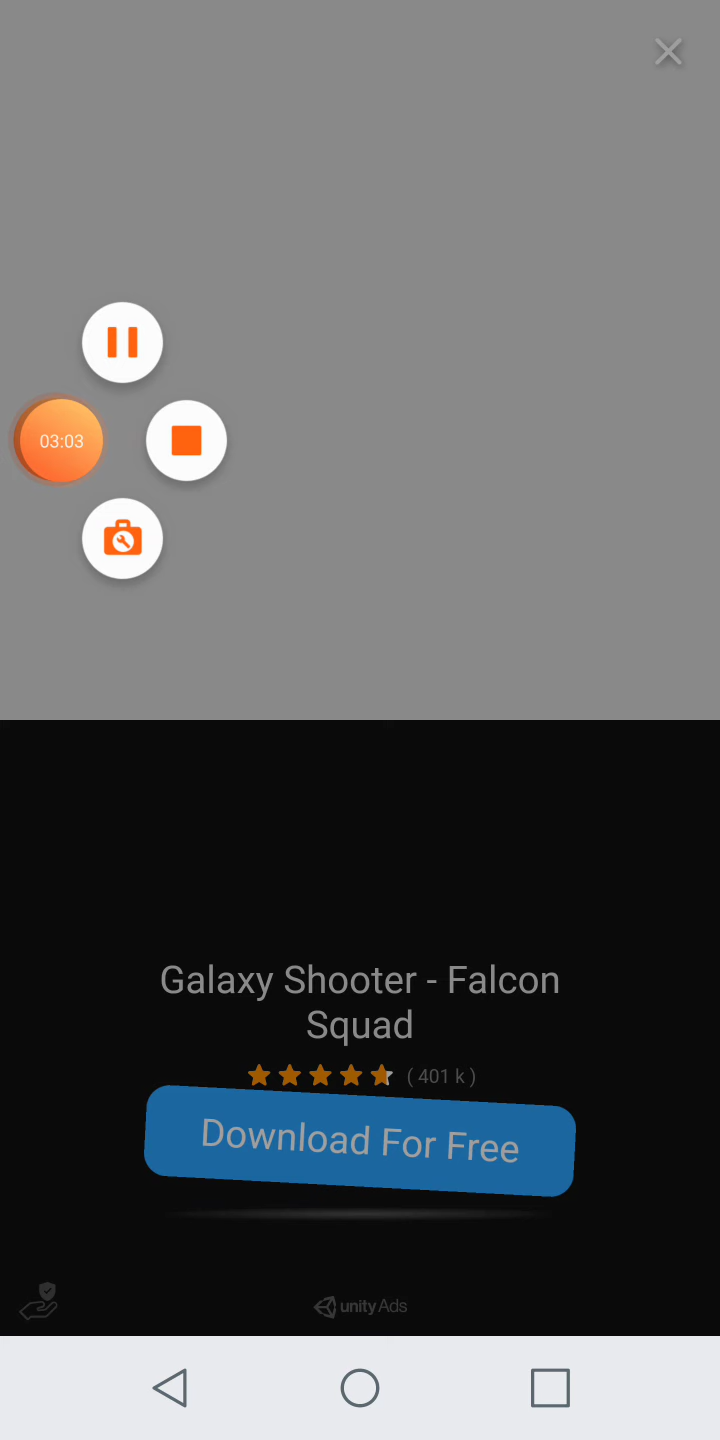 03:03
Galaxy Shooter - Falcon
Squad
( 401 k )
Download For Free
unity Ads